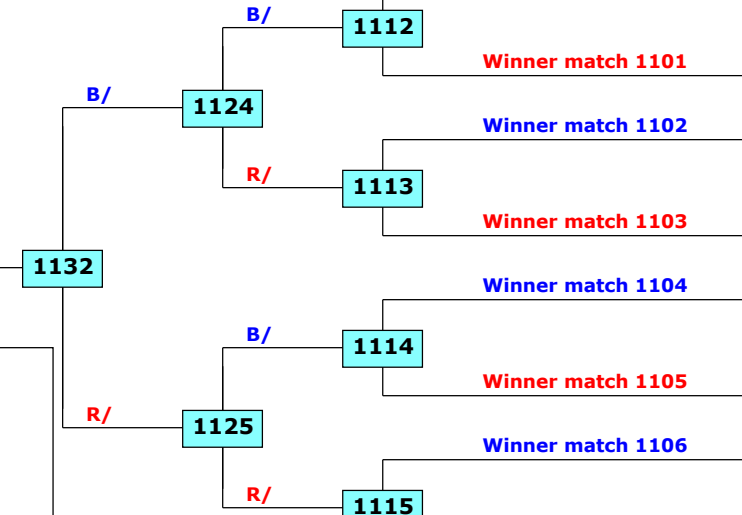 B/
1112
Winner match 1101
B/
1124
Winner match 1102
R/
1113
Winner match 1103
1132
Winner match 1104
B/
1114
Winner match 1105
R/
1125
Winner match 1106
R/
1115